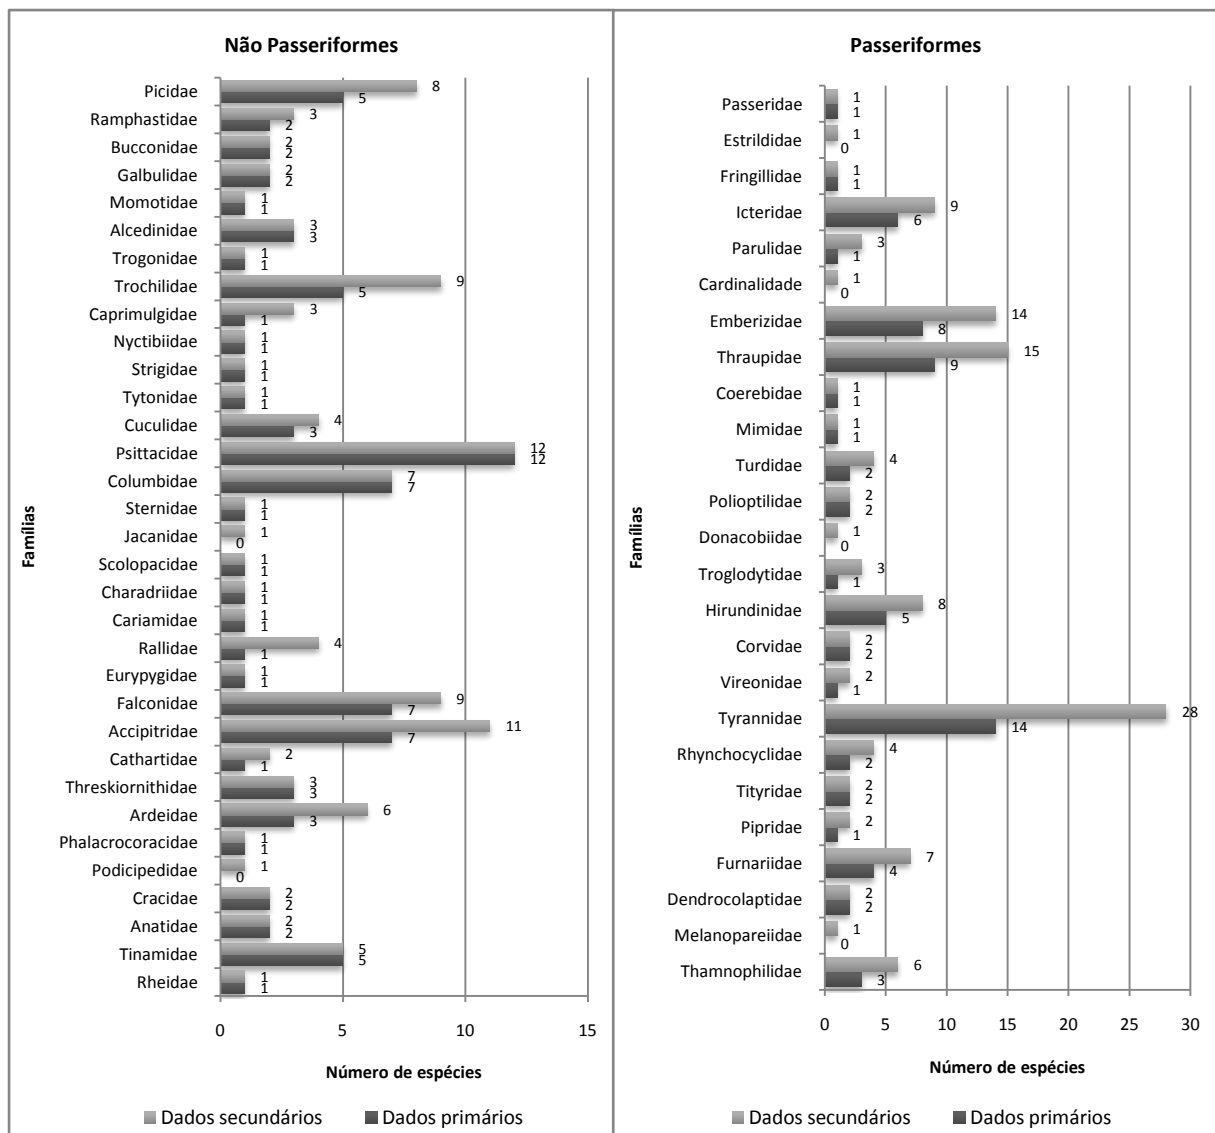 Não Passeriformes
Famílias
Picidae 8 5
Ramphastidae 3 2
Bucconidae 2 2
Galbulidae 2 2
Momotidae 1 1
Alcedinidae 3 3
Trogonidae 1 1
Trochilidae 9 5
Caprimulgidae 3 1
Nyctibiidae 1 1
Strigidae 1 1
Tytonidae 1 1
Cuculidae 4 3
Psittacidae 12 12
Columbidae 7 7
Sternidae 1 1
Jacanidae 1 0
Scolopacidae 1 1
Charadriidae 1 1
Cariamidae 1 1
Rallidae 4 1
Eurypygidae 1 1
Falconidae 9 7
Accipitridae 11 7
Cathartidae 2 1
Threskiornithidae 3 3
Ardeidae 6 3
Phalacrocoracidae 1 1
Podicipedidae 1 0
Cracidae 2 2
Anatidae 2 2
Tinamidae 5 5
Rheidae 1 1
0 5 10 15
Número de espécies
Dados secundários Dados primários
Passeriformes
Famílias
Passeridae 1 1
Estrildidae 1 0
Fringillidae 1 1
Icteridae 9 6
Parulidae 3 1
Cardinalidade 1 0
Emberizidae 14 8
Thraupidae 15 9
Coerebidae 1 1
Mimidae 1 1
Turdidae 4 2
Polioptilidae 2 2
Donacobiidae 1 0
Troglodytidae 3 1
Hirundinidae 8 5
Corvidae 2 2
Vireonidae 2 1
Tyrannidae 28 14
Rhynchocyclidae 4 2
Tityridae 2 2
Pipridae 2 1
Furnariidae 7 4
Dendrocolaptidae 2 2
Melanopareiidae 1 0
Thamnophilidae 6 3
0 5 10 15 20 25 30
Número de espécies
Dados secundários Dados primários